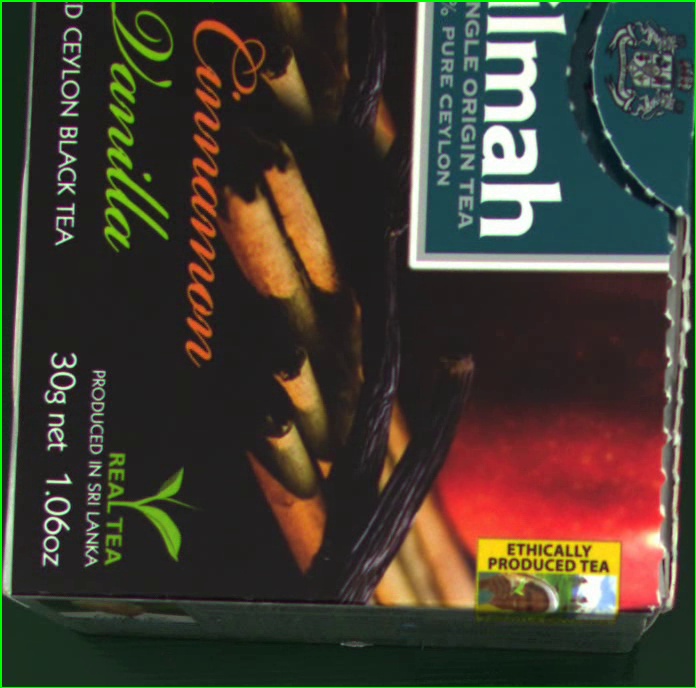 ilmah
NGLE ORIGIN TEA
% PURE CEYLON
Cinnamon
Vanilla
D CEYLON BLACK TEA
REAL TEA
PRODUCED IN SRI LANKA
30g net 1.06oz
ETHICALLY
PRODUCED TEA